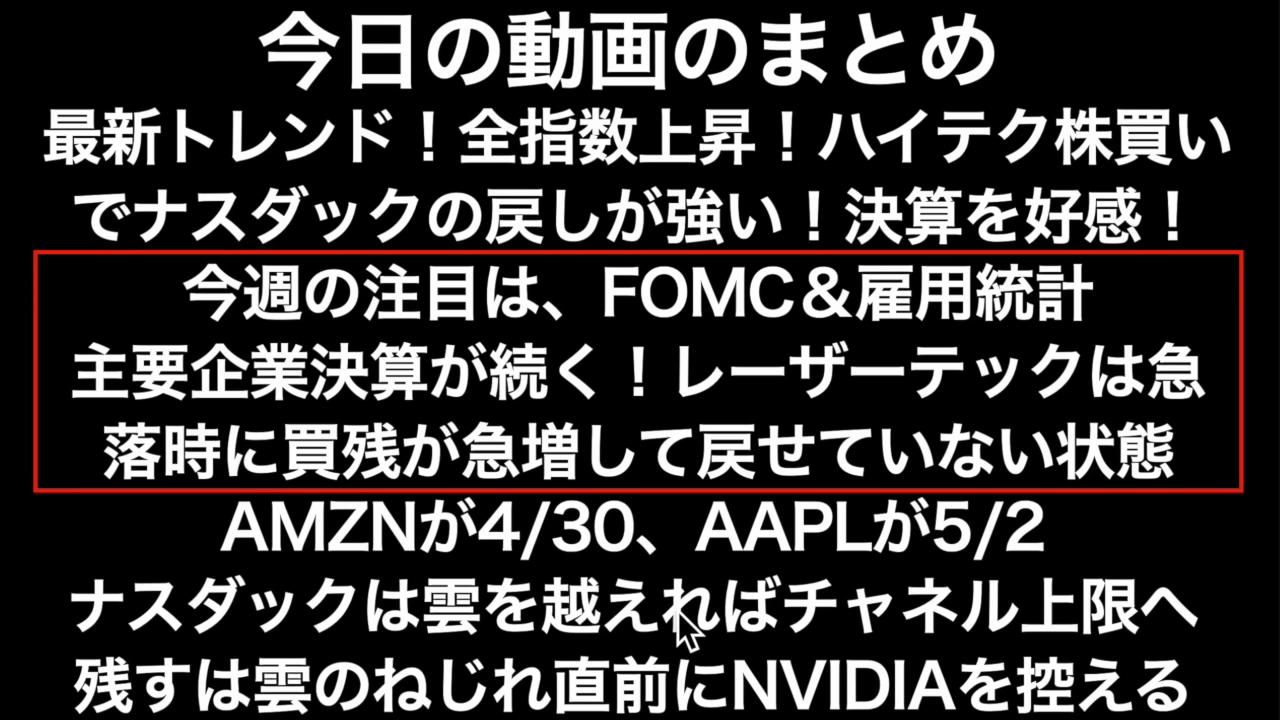 今日の動画のまとめ
最新トレンド！全指数上昇！ハイテク株買い
でナスダックの戻しが強い！決算を好感！
今週の注目は、FOMC＆雇用統計
主要企業決算が続く！レーザーテックは急
落時に買残が急増して戻せていない状態
AMZNが4/30、AAPLが5/2
ナスダックは雲を越えればチャネル上限へ
残すは雲のねじれ直前にNVIDIAを控える